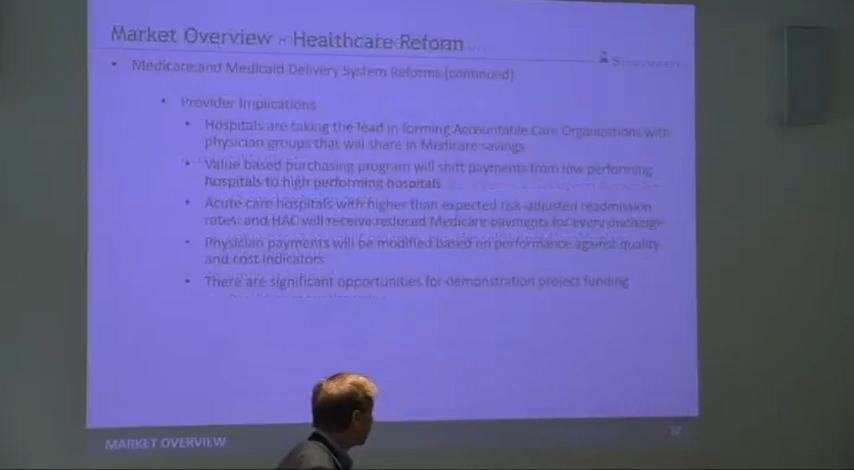 Market Overview - Healthcare Reform
• Medicare and Medicaid Delivery System Reforms (continued)
• Provider Implications
• Hospitals are taking the lead in forming Accountable Care Organizations with
physician groups that will share in Medicare savings
• Value based purchasing program will shift payments from low performing
hospitals to high performing hospitals
• Acute care hospitals with higher than expected risk-adjusted readmission
rates and HAC will receive reduced Medicare payments for every discharge
• Physician payments will be modified based on performance against quality
and cost indicators
• There are significant opportunities for demonstration project funding
MARKET OVERVIEW